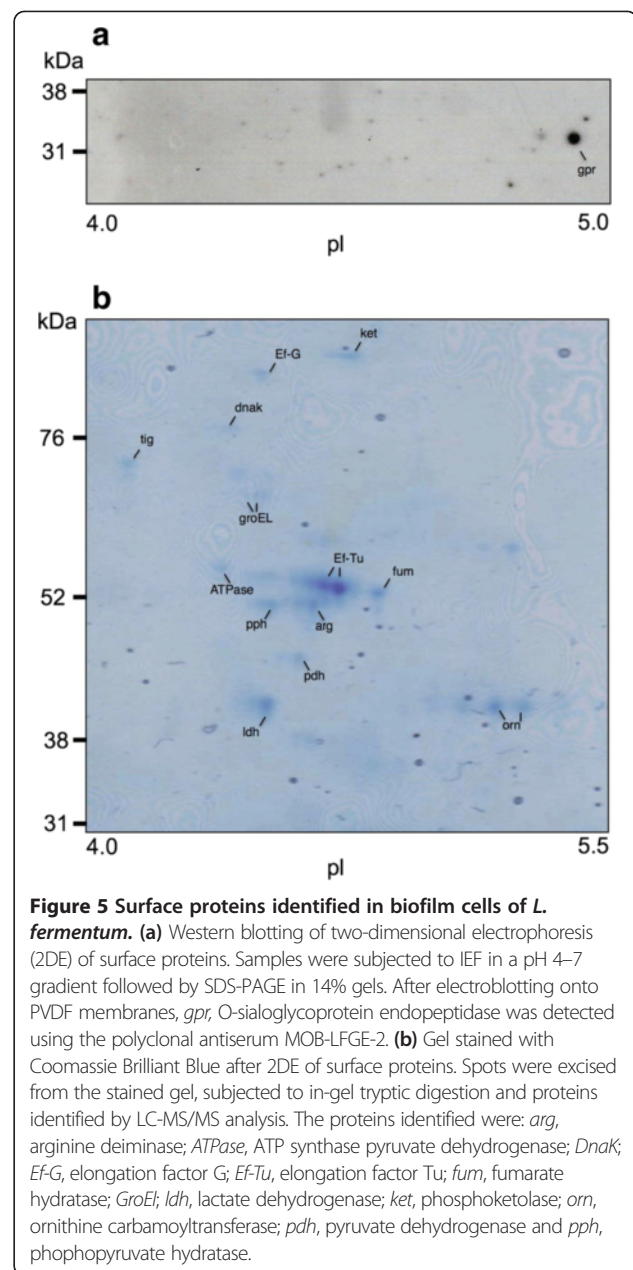 a
kDa
38
31
gpr
4.0 5.0
pI
b
kDa
ket
Ef-G
dnak
76
tig
groEL
Ef-Tu
fum
ATPase
52
pph
arg
pdh
ldh
orn
38
31
4.0 5.5
pI
Figure 5 Surface proteins identified in biofilm cells of L.
fermentum. (a) Western blotting of two-dimensional electrophoresis
(2DE) of surface proteins. Samples were subjected to IEF in a pH 4–7
gradient followed by SDS-PAGE in 14% gels. After electroblotting onto
PVDF membranes, gpr, O-sialoglycoprotein endopeptidase was detected
using the polyclonal antiserum MOB-LFGE-2. (b) Gel stained with
Coomassie Brilliant Blue after 2DE of surface proteins. Spots were excised
from the stained gel, subjected to in-gel tryptic digestion and proteins
identified by LC-MS/MS analysis. The proteins identified were: arg,
arginine deiminase; ATPase, ATP synthase pyruvate dehydrogenase; DnaK;
Ef-G, elongation factor G; Ef-Tu, elongation factor Tu; fum, fumarate
hydratase; GroEl; ldh, lactate dehydrogenase; ket, phosphoketolase; orn,
ornithine carbamoyltransferase; pdh, pyruvate dehydrogenase and pph,
phophopyruvate hydratase.